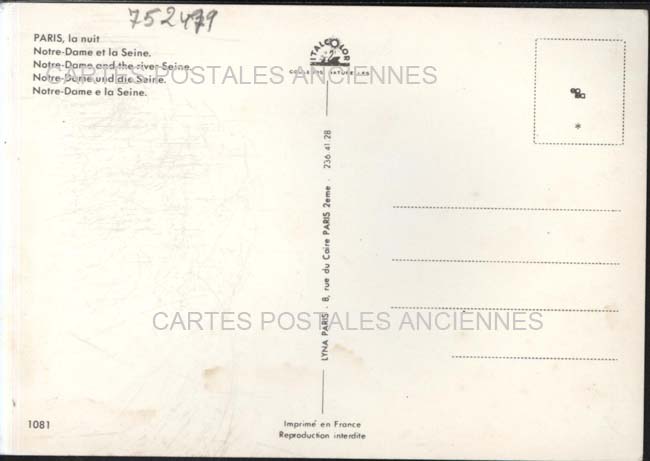 752479
PARIS, la nuit
Notre-Dame et la Seine.
Notre-Dame and the river Seine.
Notre-Dame und die Seine.
Notre-Dame e la Seine.
CARTES POSTALES ANCIENNES
ITALCOLOR
LYNA PARIS - 8, rue du Caire PARIS 2eme . 236.41.28
*
CARTES POSTALES ANCIENNES
1081
Imprimé en France
Reproduction interdite